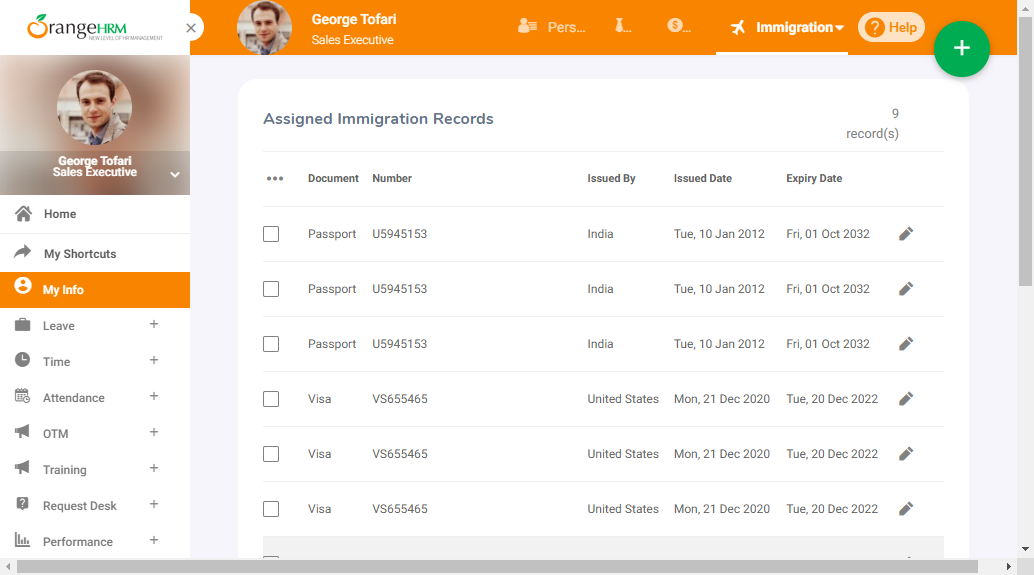 OrangeHRM
NEW LEVEL OF HR MANAGEMENT
George Tofari
Sales Executive
Home
My Shortcuts
My Info
Leave
Time
Attendance
OTM
Training
Request Desk
Performance
George Tofari
Sales Executive
Pers...
...
$...
Immigration
? Help
+
Assigned Immigration Records
9
record(s)
Document Number Issued By Issued Date Expiry Date
Passport U5945153 India Tue, 10 Jan 2012 Fri, 01 Oct 2032
Passport U5945153 India Tue, 10 Jan 2012 Fri, 01 Oct 2032
Passport U5945153 India Tue, 10 Jan 2012 Fri, 01 Oct 2032
Visa VS655465 United States Mon, 21 Dec 2020 Tue, 20 Dec 2022
Visa VS655465 United States Mon, 21 Dec 2020 Tue, 20 Dec 2022
Visa VS655465 United States Mon, 21 Dec 2020 Tue, 20 Dec 2022